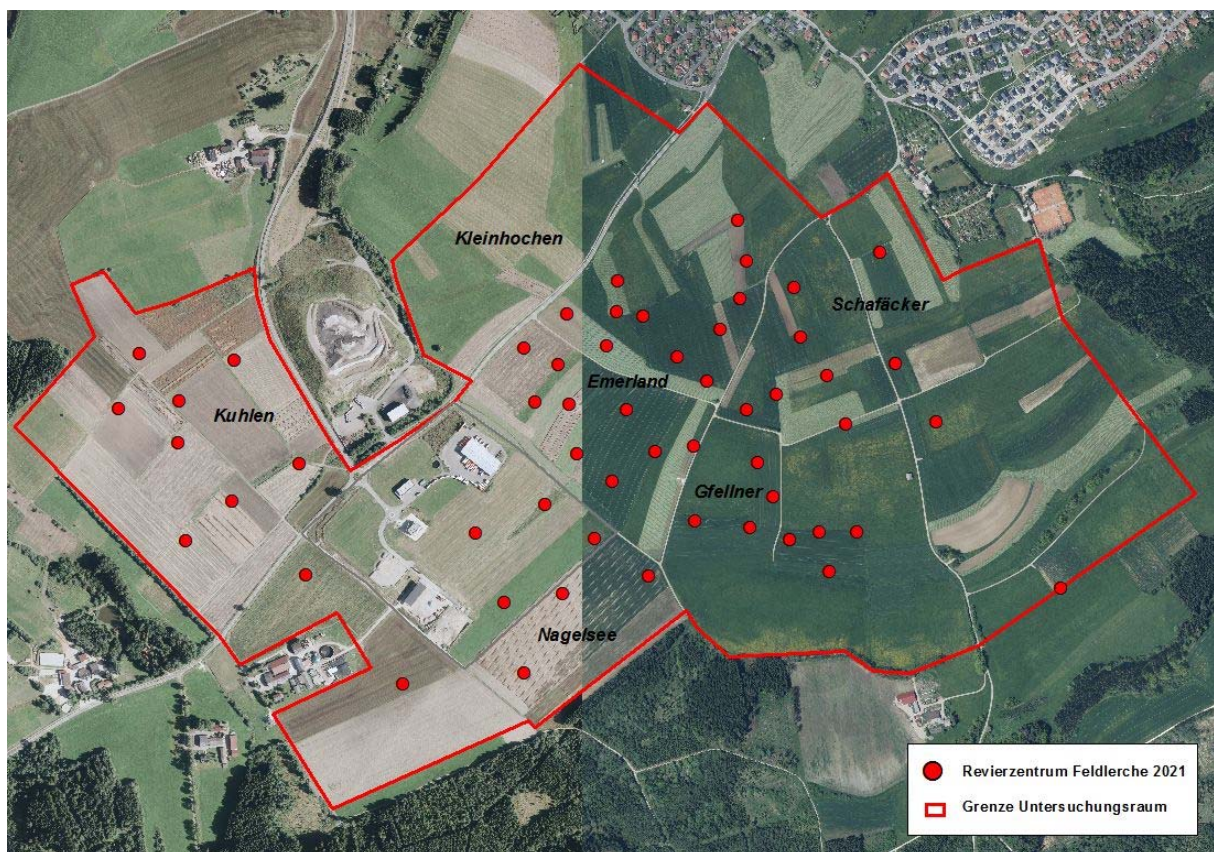 Kleinhochen
Schafäcker
Emerland
Kuhlen
Gfellner
Nagelsee
Revierzentrum Feldlerche 2021
Grenze Untersuchungsraum